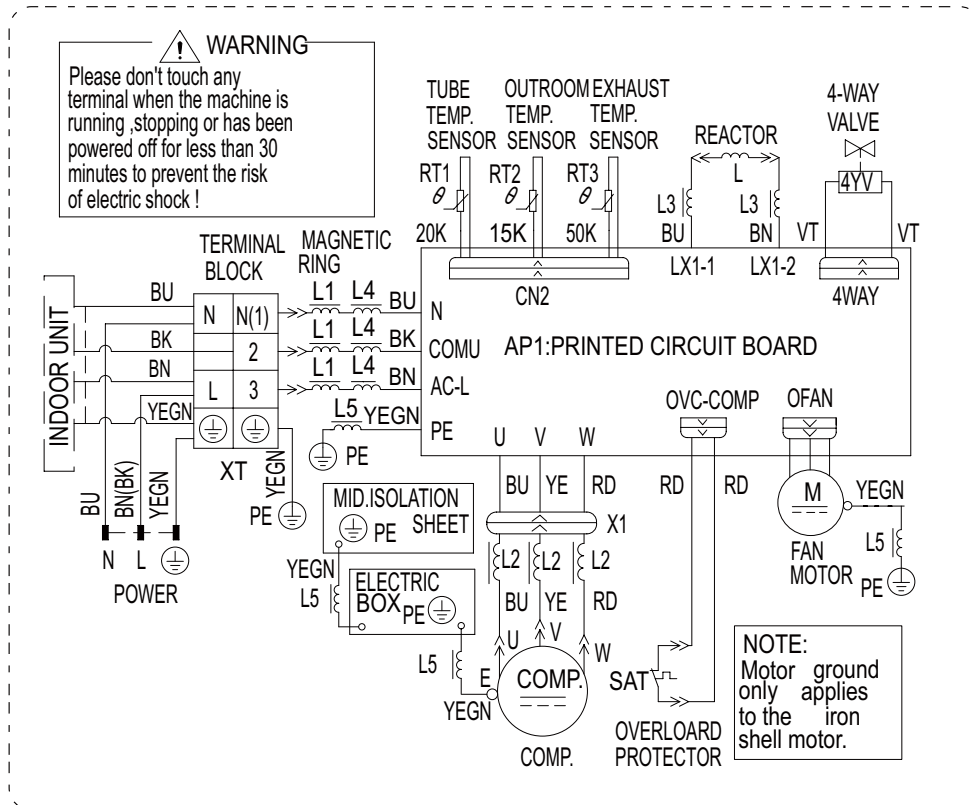 WARNING
Please don't touch any
terminal when the machine is
running ,stopping or has been
powered off for less than 30
minutes to prevent the risk
of electric shock !
TUBE
TEMP.
SENSOR
OUTROOM
TEMP.
SENSOR
EXHAUST
TEMP.
SENSOR
RT1
RT2
RT3
θ
θ
θ
20K
15K
50K
REACTOR
L
L3
L3
BU
BN
LX1-1
LX1-2
4-WAY
VALVE
4YV
VT
VT
4WAY
CN2
TERMINAL
BLOCK
MAGNETIC
RING
INDOOR UNIT
BU
BK
BN
YEGN
N
N(1)
2
L
3
XT
L1
L4
BU
L1
L4
BK
L1
L4
BN
L5
YEGN
PE
N
COMU
AC-L
PE
AP1:PRINTED CIRCUIT BOARD
OVC-COMP
OFAN
U
V
W
BU
YE
RD
RD
RD
X1
BU
BN(BK)
YEGN
N
L
POWER
YEGN
PE
MID.ISOLATION
SHEET
PE
YEGN
L5
ELECTRIC
BOX
PE
L5
YEGN
E
L2
L2
L2
BU
YE
RD
U
V
W
COMP.
COMP.
SAT
OVERLOARD
PROTECTOR
M
FAN
MOTOR
YEGN
L5
PE
NOTE:
Motor ground
only applies
to the iron
shell motor.